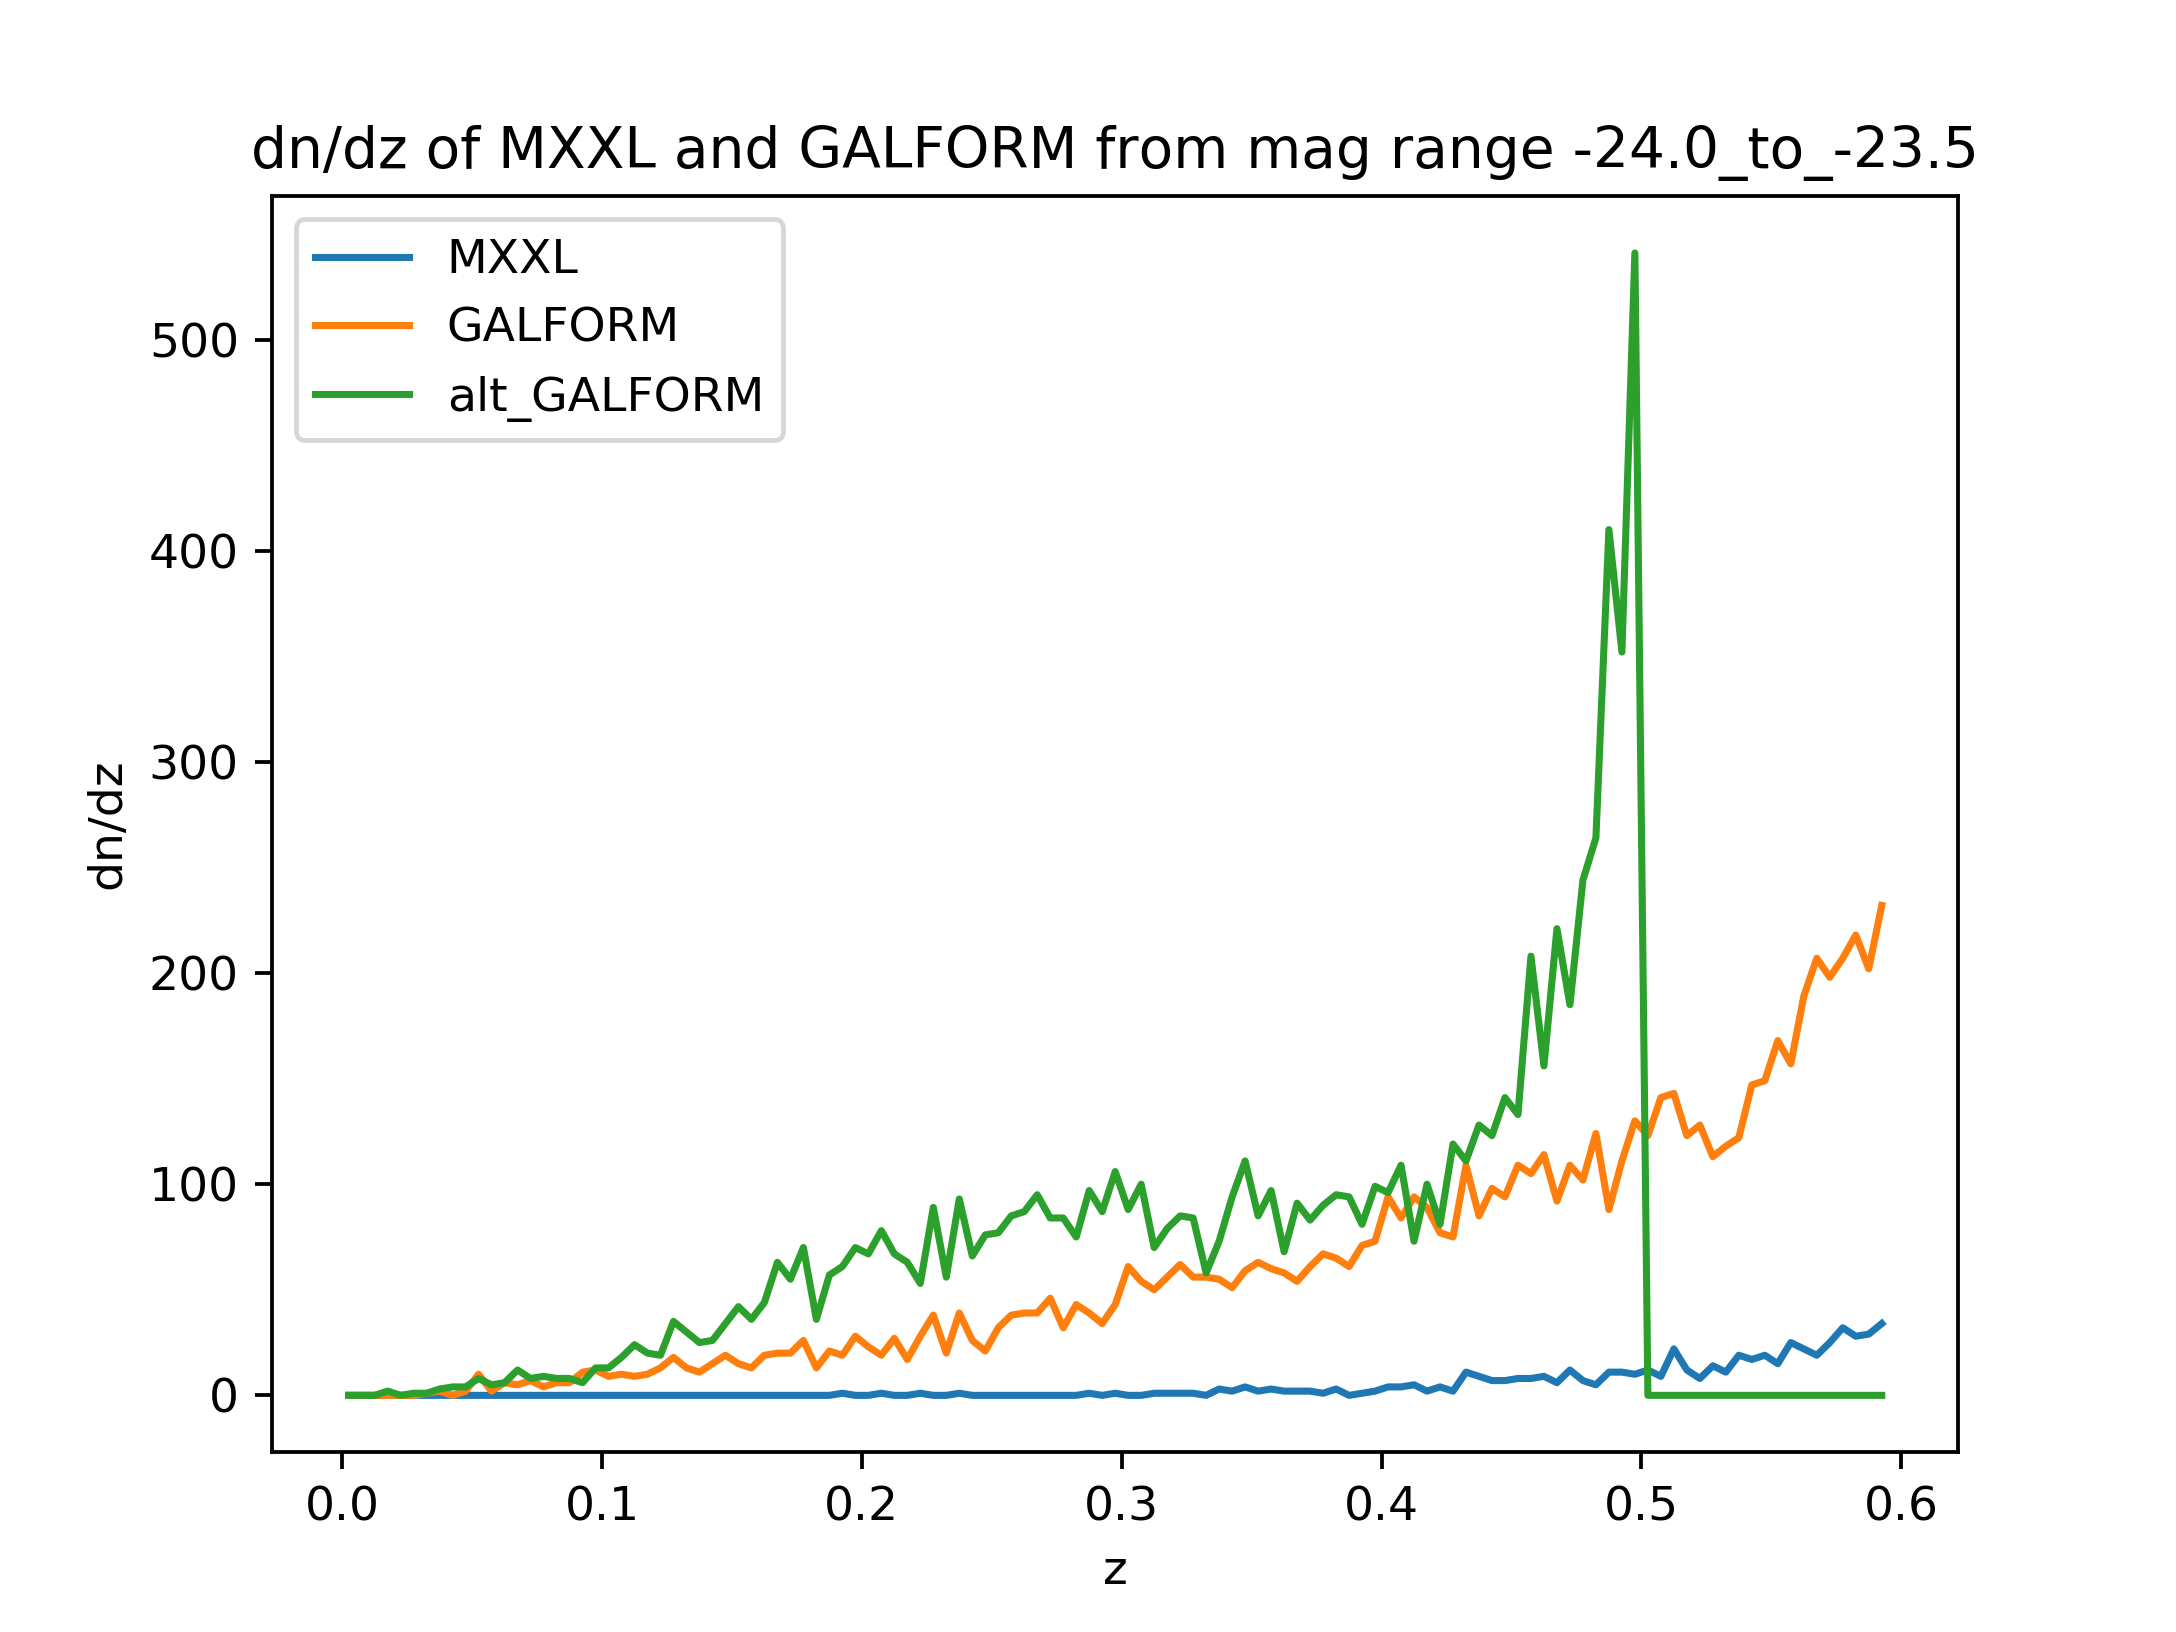 dn/dz of MXXL and GALFORM from mag range -24.0_to_-23.5
MXXL
GALFORM
alt_GALFORM
500
400
300
200
100
0
dn/dz
0.0 0.1 0.2 0.3 0.4 0.5 0.6
z